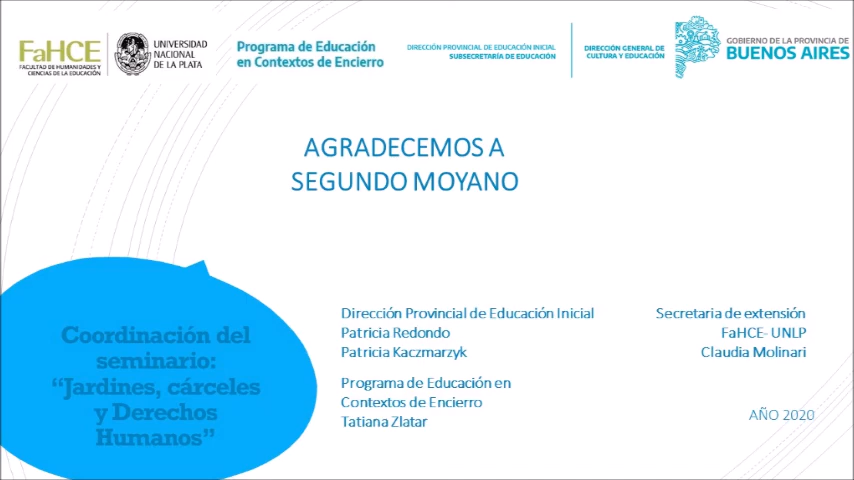 FaHCE
FACULTAD DE HUMANIDADES Y
CIENCIAS DE LA EDUCACIÓN
UNIVERSIDAD
NACIONAL
DE LA PLATA
Programa de Educación
en Contextos de Encierro
DIRECCIÓN PROVINCIAL DE EDUCACIÓN INICIAL
SUBSECRETARÍA DE EDUCACIÓN
DIRECCIÓN GENERAL DE
CULTURA Y EDUCACIÓN
GOBIERNO DE LA PROVINCIA DE
BUENOS AIRES
AGRADECEMOS A
SEGUNDO MOYANO
Coordinación del
seminario:
“Jardines, cárceles
y Derechos
Humanos”
Dirección Provincial de Educación Inicial
Patricia Redondo
Patricia Kaczmarzyk
Programa de Educación en
Contextos de Encierro
Tatiana Zlatar
Secretaria de extensión
FaHCE- UNLP
Claudia Molinari
AÑO 2020